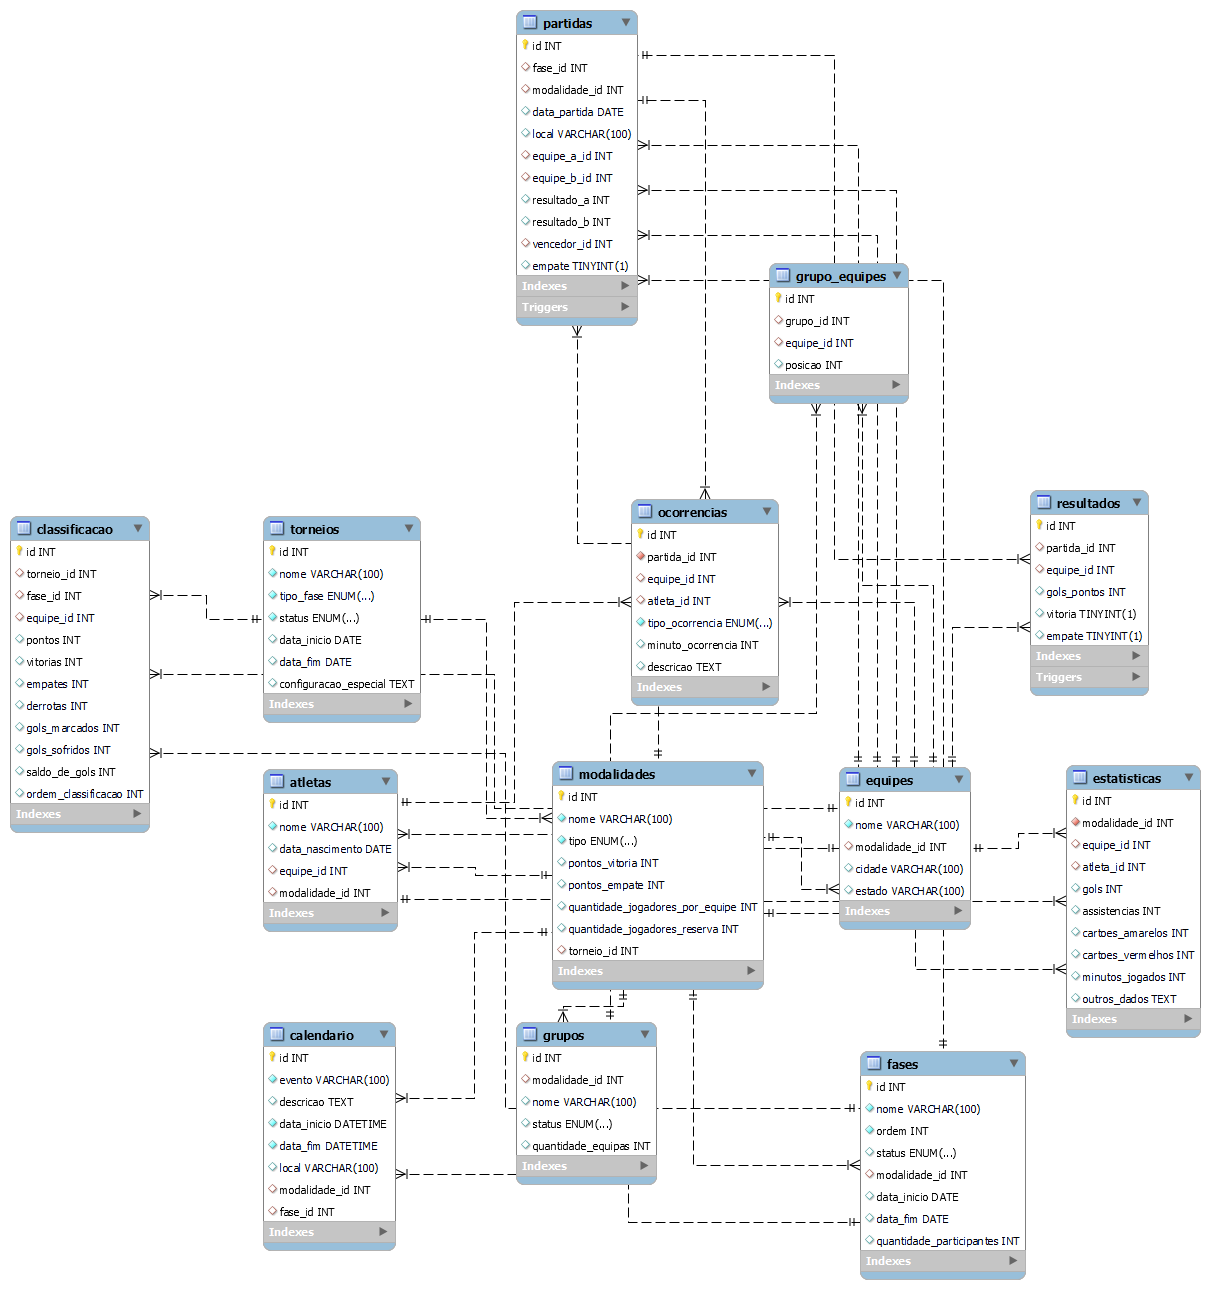 partidas
id INT
fase_id INT
modalidade_id INT
data_partida DATE
local VARCHAR(100)
equipe_a_id INT
equipe_b_id INT
resultado_a INT
resultado_b INT
vencedor_id INT
empate TINYINT(1)
Indexes
Triggers
grupo_equipes
id INT
grupo_id INT
equipe_id INT
posicao INT
Indexes
classificacao
id INT
torneio_id INT
fase_id INT
equipe_id INT
pontos INT
vitorias INT
empates INT
derrotas INT
gols_marcados INT
gols_sofridos INT
saldo_de_gols INT
ordem_classificacao INT
Indexes
torneios
id INT
nome VARCHAR(100)
tipo_fase ENUM(...)
status ENUM(...)
data_inicio DATE
data_fim DATE
configuracao_especial TEXT
Indexes
ocorrencias
id INT
partida_id INT
equipe_id INT
atleta_id INT
tipo_ocorrencia ENUM(...)
minuto_ocorrencia INT
descricao TEXT
Indexes
resultados
id INT
partida_id INT
equipe_id INT
gols_pontos INT
vitoria TINYINT(1)
empate TINYINT(1)
Indexes
Triggers
atletas
id INT
nome VARCHAR(100)
data_nascimento DATE
equipe_id INT
modalidade_id INT
Indexes
modalidades
id INT
nome VARCHAR(100)
tipo ENUM(...)
pontos_vitoria INT
pontos_empate INT
quantidade_jogadores_por_equipe INT
quantidade_jogadores_reserva INT
torneio_id INT
Indexes
equipes
id INT
nome VARCHAR(100)
modalidade_id INT
cidade VARCHAR(100)
estado VARCHAR(100)
Indexes
estatisticas
id INT
modalidade_id INT
equipe_id INT
atleta_id INT
gols INT
assistencias INT
cartoes_amarelos INT
cartoes_vermelhos INT
minutos_jogados INT
outros_dados TEXT
Indexes
calendario
id INT
evento VARCHAR(100)
descricao TEXT
data_inicio DATETIME
data_fim DATETIME
local VARCHAR(100)
modalidade_id INT
fase_id INT
Indexes
grupos
id INT
modalidade_id INT
nome VARCHAR(100)
status ENUM(...)
quantidade_equipas INT
Indexes
fases
id INT
nome VARCHAR(100)
ordem INT
status ENUM(...)
modalidade_id INT
data_inicio DATE
data_fim DATE
quantidade_participantes INT
Indexes